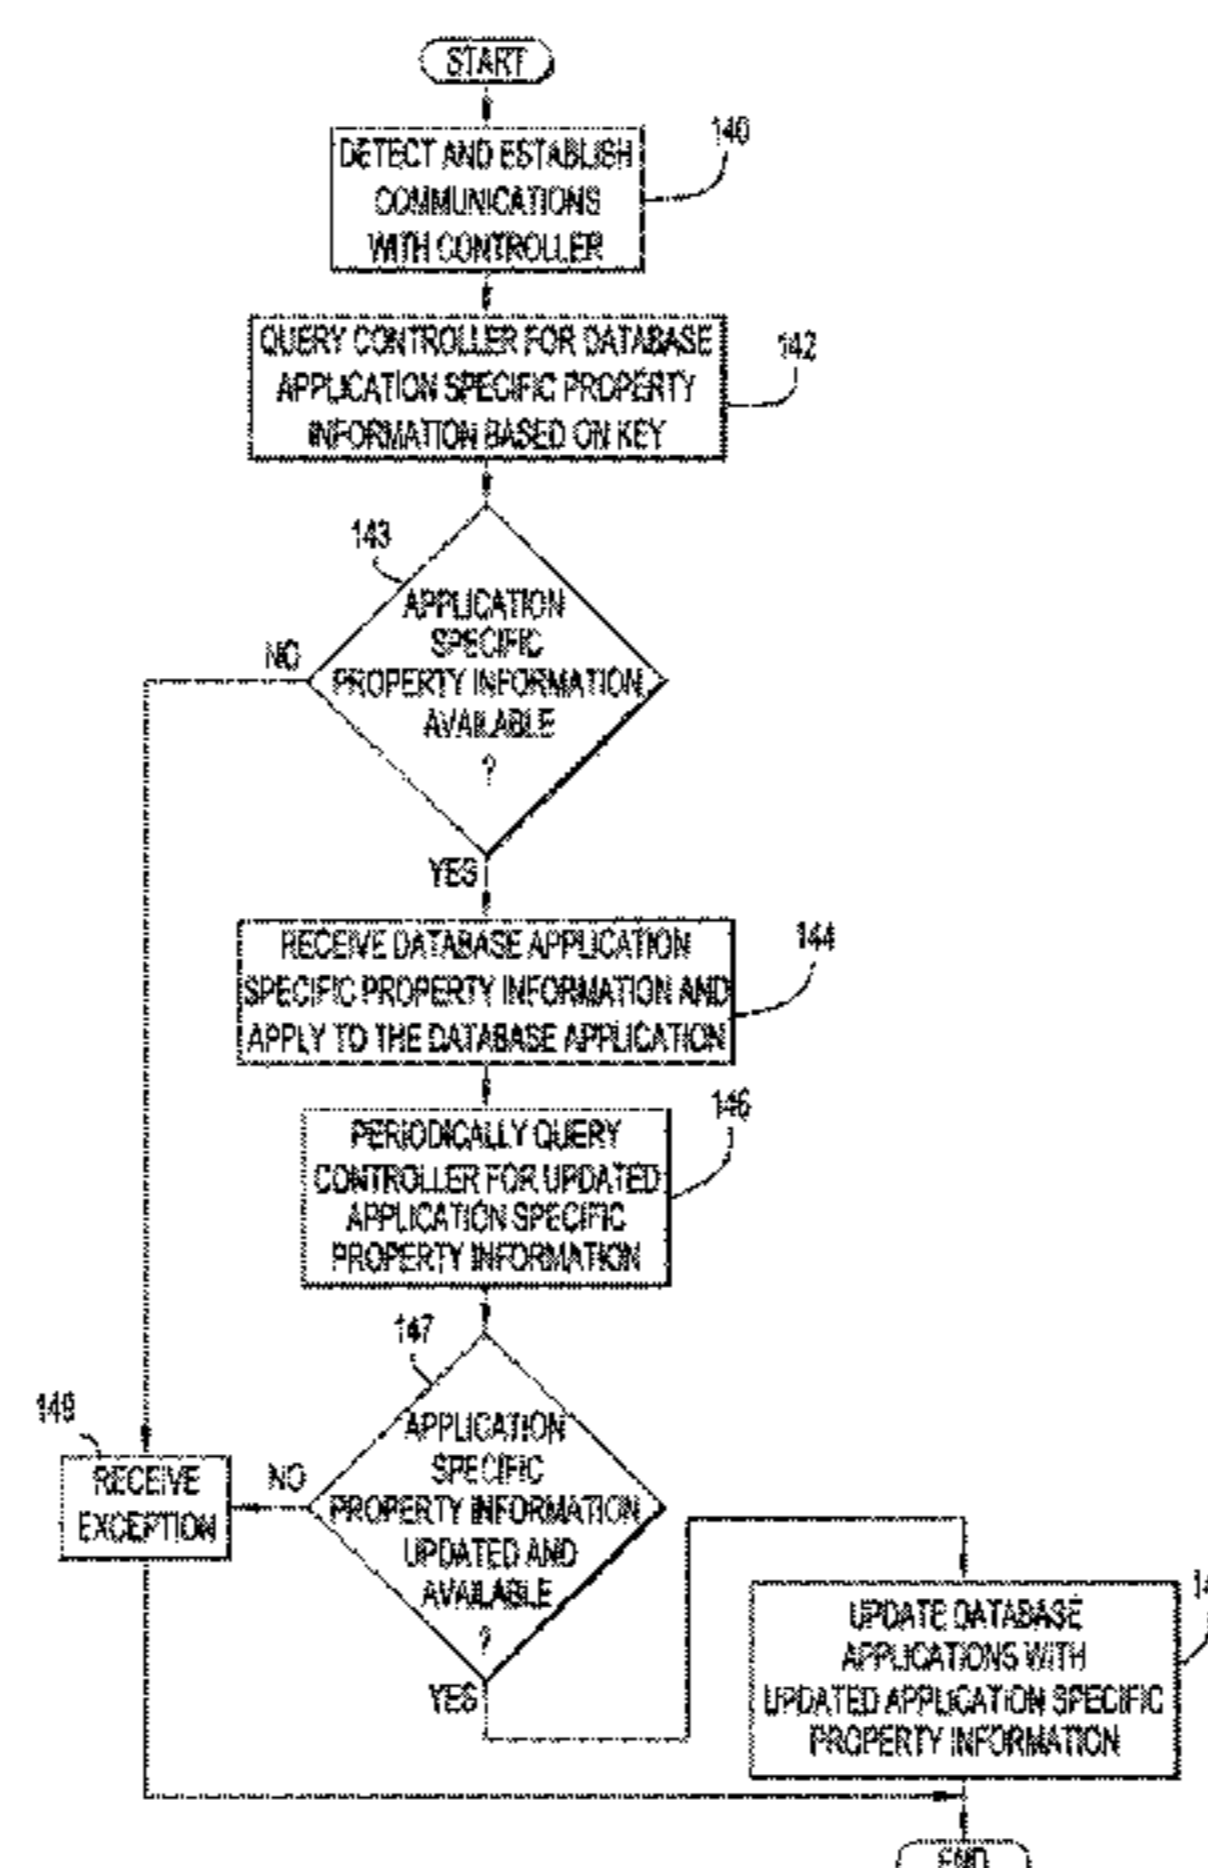 START
140
DETECT AND ESTABLISH
COMMUNICATIONS
WITH CONTROLLER
142
QUERY CONTROLLER FOR DATABASE
APPLICATION SPECIFIC PROPERTY
INFORMATION BASED ON KEY
143
APPLICATION
SPECIFIC
PROPERTY INFORMATION
AVAILABLE
?
NO
YES
144
RECEIVE DATABASE APPLICATION
SPECIFIC PROPERTY INFORMATION AND
APPLY TO THE DATABASE APPLICATION
146
PERIODICALLY QUERY
CONTROLLER FOR UPDATED
APPLICATION SPECIFIC
PROPERTY INFORMATION
147
APPLICATION
SPECIFIC
PROPERTY INFORMATION
UPDATED AND
AVAILABLE
?
NO
YES
RECEIVE
EXCEPTION
UPDATE DATABASE
APPLICATIONS WITH
UPDATED APPLICATION SPECIFIC
PROPERTY INFORMATION
END